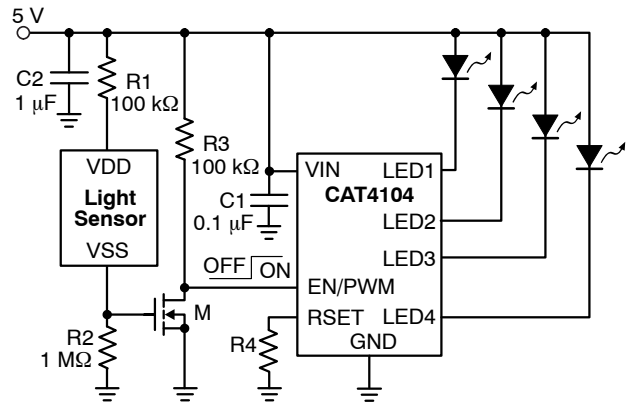 5 V
C2
1 μF
R1
100 kΩ
R3
100 kΩ
VDD
Light
Sensor
VSS
C1
0.1 μF
VIN
CAT4104
LED1
LED2
LED3
LED4
EN/PWM
RSET
GND
OFF
ON
M
R2
1 MΩ
R4